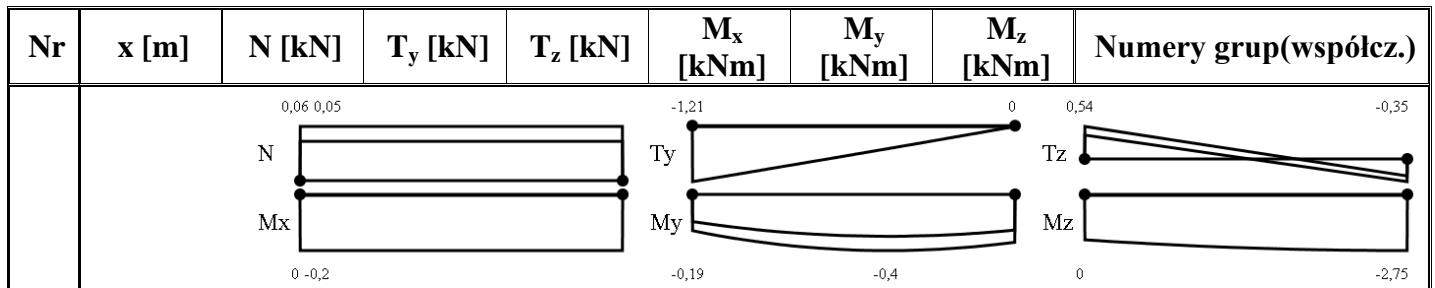 Nr x [m] N [kN] Ty [kN] Tz [kN] Mx [kNm] My [kNm] Mz [kNm] Numery grup(współcz.)
0,06 0,05 -1,21 0 0,54 -0,35
N Ty Tz
Mx My Mz
0 -0,2 -0,19 -0,4 0 -2,75